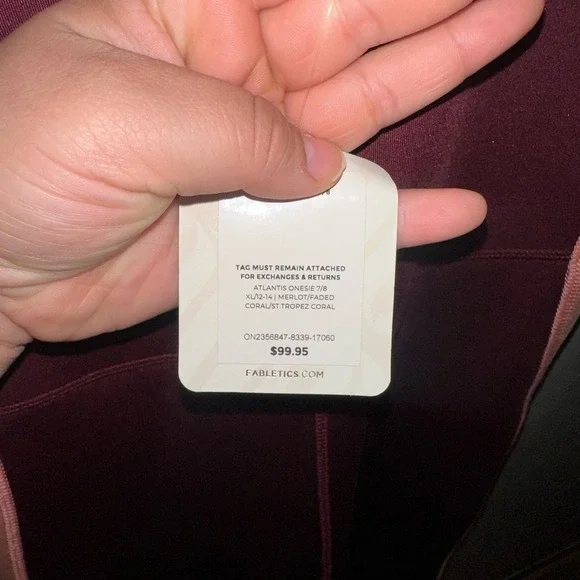 TAG MUST REMAIN ATTACHED
FOR EXCHANGES & RETURNS
ATLANTIS ONESIE 7/8
XL/12-14 | MERLOT/FADED
CORAL/ST.TROPEZ CORAL
ON2356847-8339-17060
$99.95
FABLETICS.COM